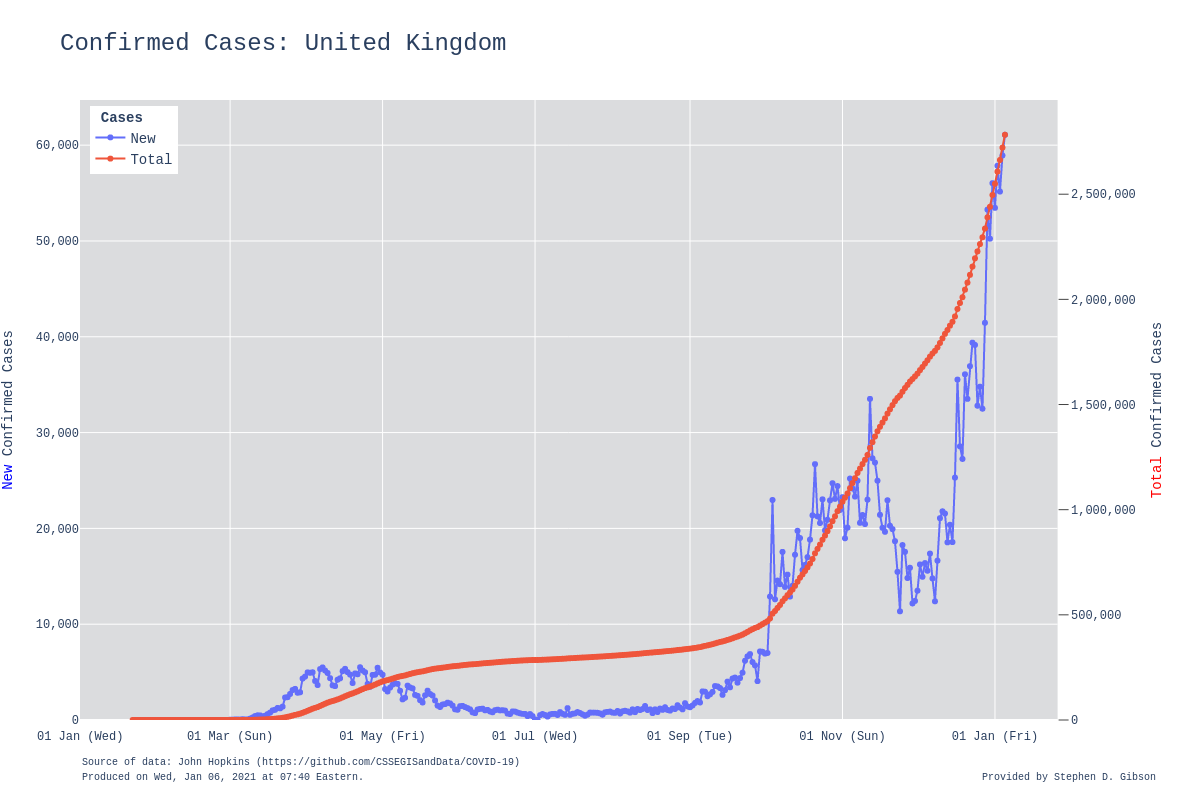 Confirmed Cases: United Kingdom
Cases
New
Total
60,000
50,000
40,000
30,000
20,000
10,000
0
New Confirmed Cases
2,500,000
2,000,000
1,500,000
1,000,000
500,000
0
Total Confirmed Cases
01 Jan (Wed) 01 Mar (Sun) 01 May (Fri) 01 Jul (Wed) 01 Sep (Tue) 01 Nov (Sun) 01 Jan (Fri)
Source of data: John Hopkins (https://github.com/CSSEGISandData/COVID-19)
Produced on Wed, Jan 06, 2021 at 07:40 Eastern.
Provided by Stephen D. Gibson